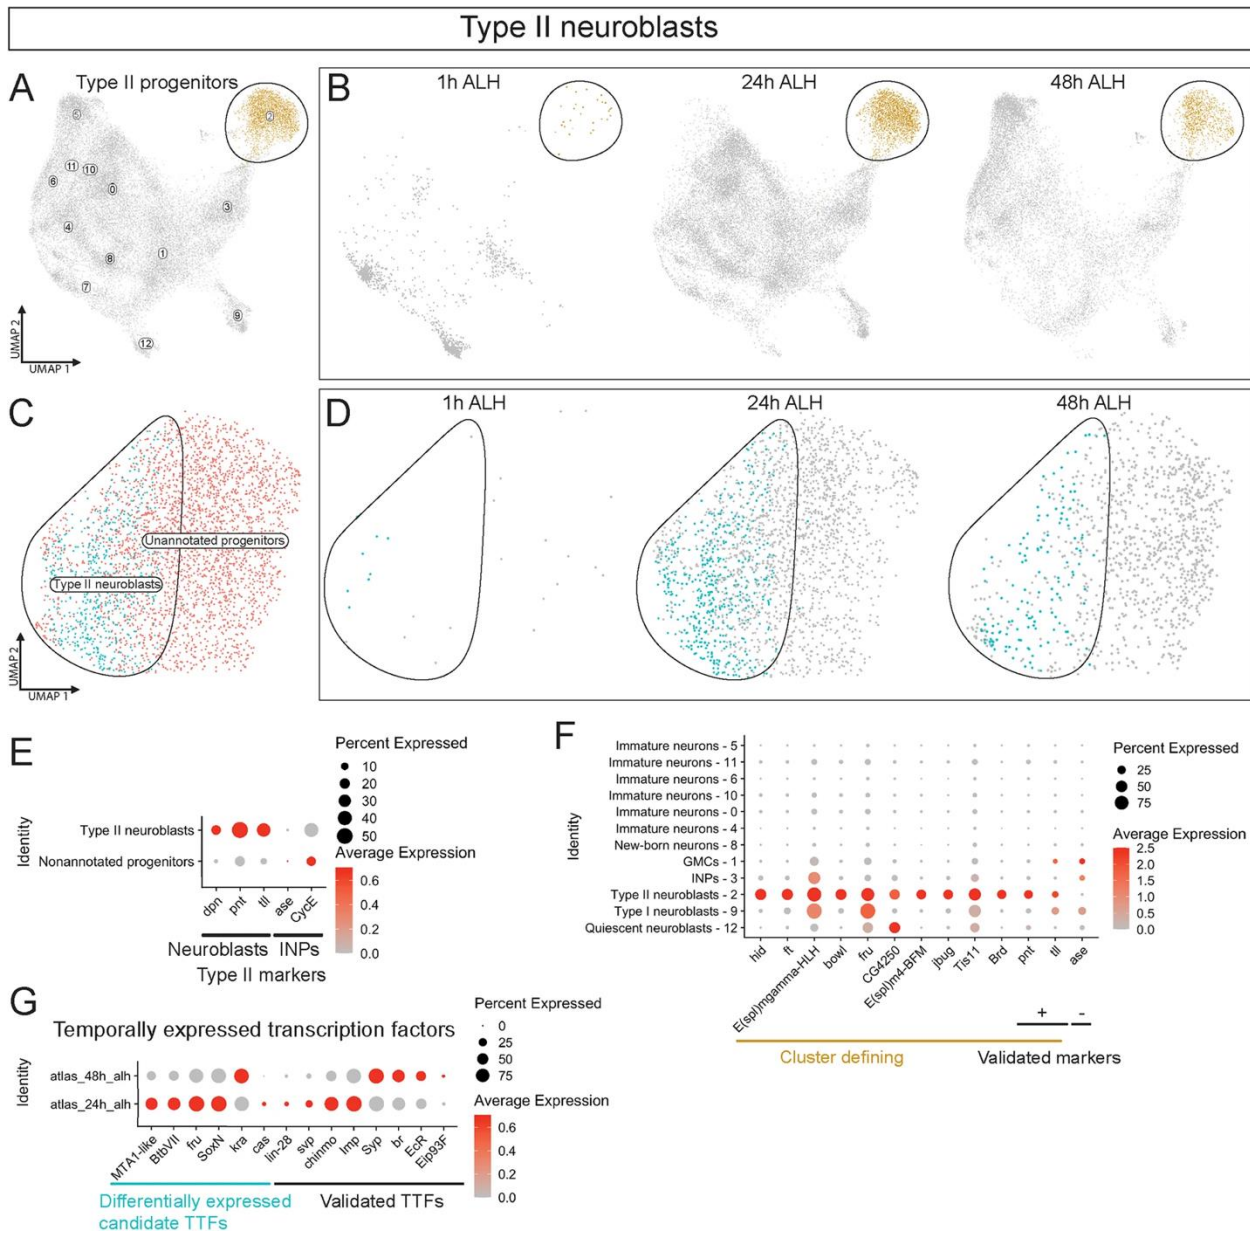 Type II neuroblasts
A
Type II progenitors
5
2
11
10
6
0
3
4
8
1
7
9
12
UMAP 2
UMAP 1
B
1h ALH
24h ALH
48h ALH
C
Unannotated progenitors
Type II neuroblasts
UMAP 2
UMAP 1
D
1h ALH
24h ALH
48h ALH
E
Percent Expressed
10
20
30
40
50
Average Expression
0.6
0.4
0.2
0.0
Identity
Type II neuroblasts
Nonannotated progenitors
dpn
pnt
tll
ase
CycE
Neuroblasts
INPs
Type II markers
F
Identity
Immature neurons - 5
Immature neurons - 11
Immature neurons - 6
Immature neurons - 10
Immature neurons - 0
Immature neurons - 4
New-born neurons - 8
GMCs - 1
INPs - 3
Type II neuroblasts - 2
Type I neuroblasts - 9
Quiescent neuroblasts - 12
hid
ft
E(spl)mgamma-HLH
bowl
fru
CG4250
E(spl)m4-BFM
jbug
Tis11
Brd
pnt
tll
ase
+
-
Cluster defining
Validated markers
Percent Expressed
25
50
75
Average Expression
2.5
2.0
1.5
1.0
0.5
0.0
G
Temporally expressed transcription factors
Identity
atlas_48h_alh
atlas_24h_alh
MTA1-like
BtbVII
fru
SoxN
kra
cas
lin-28
svp
chinmo
Imp
Syp
br
EcR
Eip93F
Differentially expressed
candidate TTFs
Validated TTFs
Percent Expressed
0
25
50
75
Average Expression
0.6
0.4
0.2
0.0